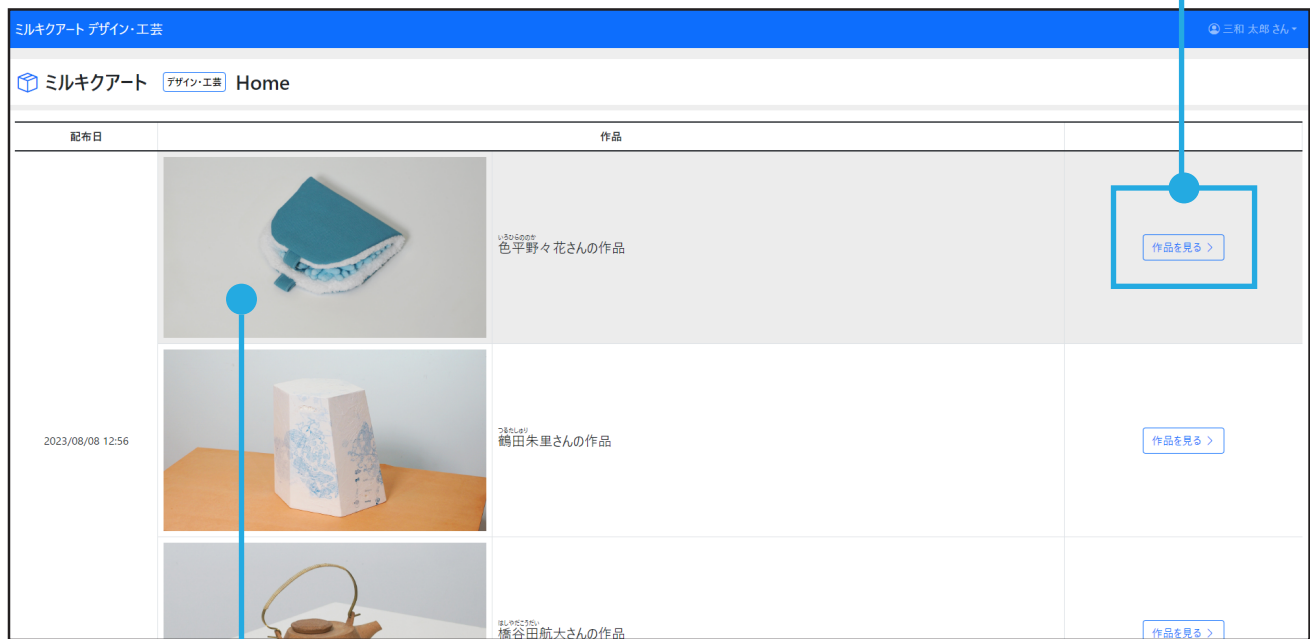 ミルキクアート デザイン・工芸
三和 太郎 さん
ミルキクアート デザイン・工芸 Home
配布日 作品
いろひらののか
色平野々花さんの作品
作品を見る
2023/08/08 12:56
つるたしゅり
鶴田朱里さんの作品
作品を見る
はしやだこうだい
橋谷田航大さんの作品
作品を見る